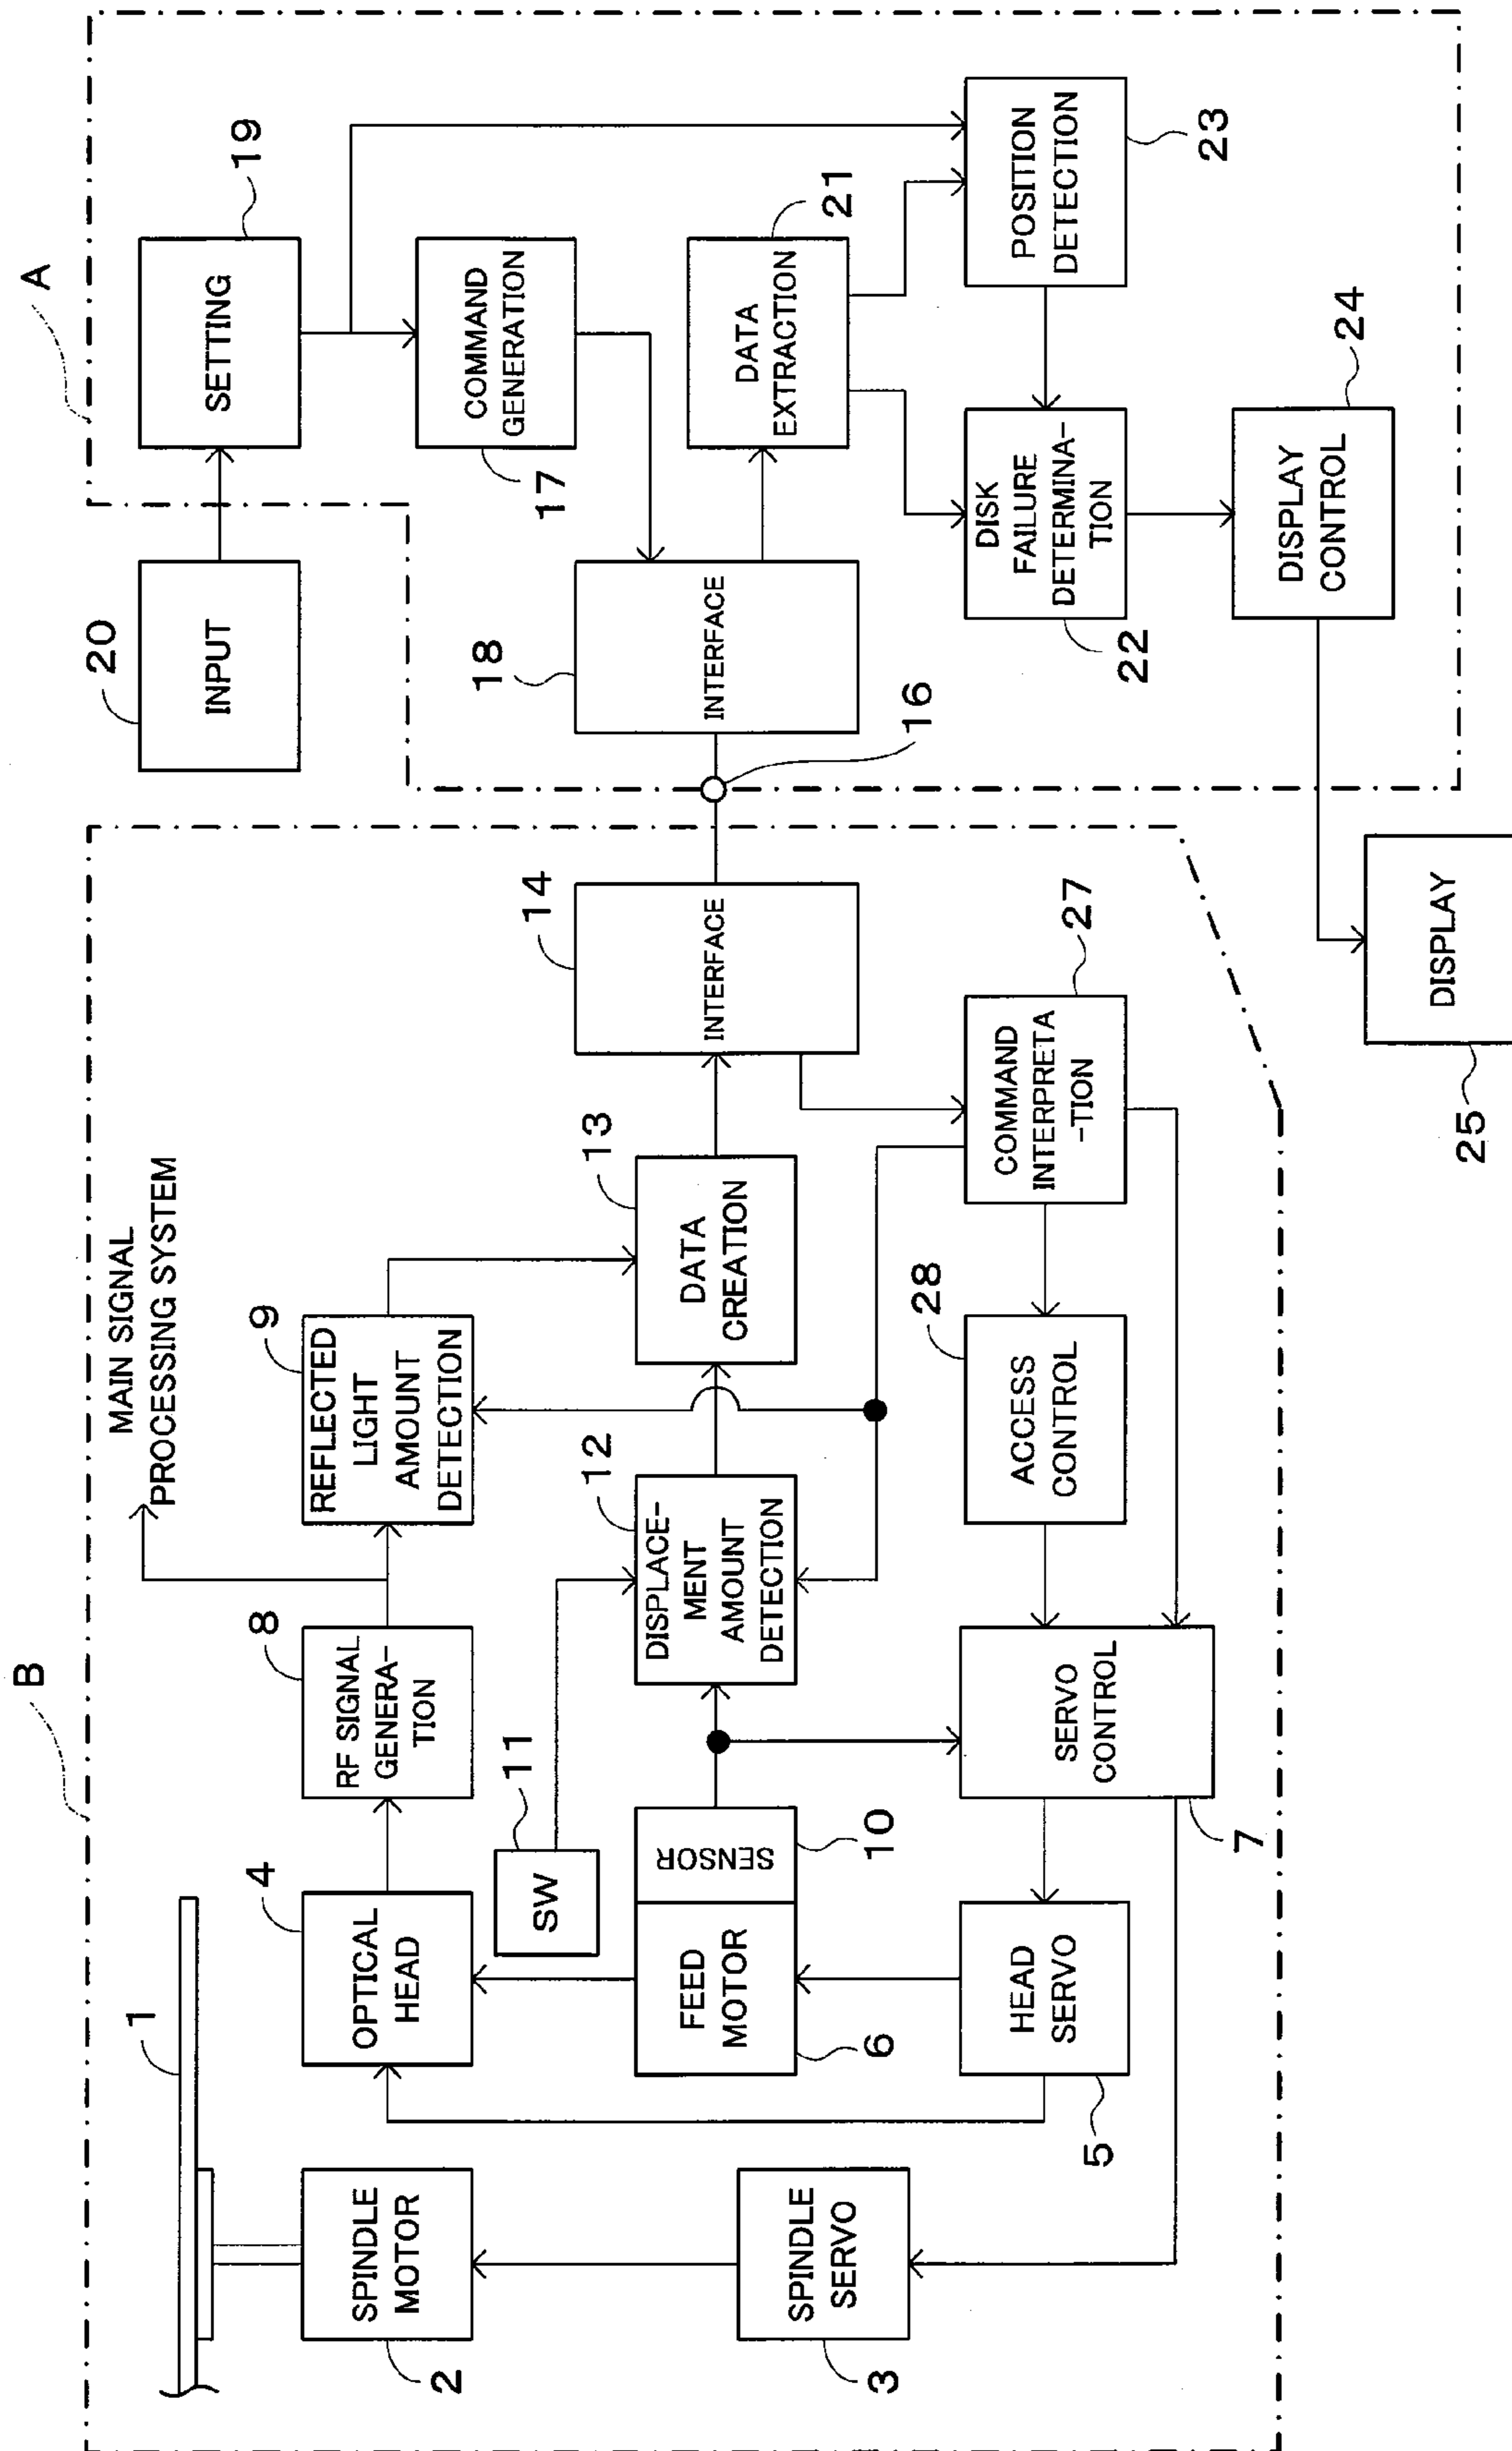 A
B
20
INPUT
SETTING
19
COMMAND
GENERATION
17
18
INTERFACE
16
DATA
EXTRACTION
21
POSITION
DETECTION
23
DISK
FAILURE
DETERMINA-
TION
22
DISPLAY
CONTROL
24
DISPLAY
25
1
SPINDLE
MOTOR
2
SPINDLE
SERVO
3
4
OPTICAL
HEAD
SW
11
FEED
MOTOR
6
SENSOR
10
HEAD
SERVO
5
SERVO
CONTROL
7
8
RF SIGNAL
GENERA-
TION
MAIN SIGNAL
PROCESSING SYSTEM
9
REFLECTED
LIGHT
AMOUNT
DETECTION
12
DISPLACE-
MENT
AMOUNT
DETECTION
13
DATA
CREATION
14
INTERFACE
COMMAND
INTERPRETA
-TION
27
28
ACCESS
CONTROL